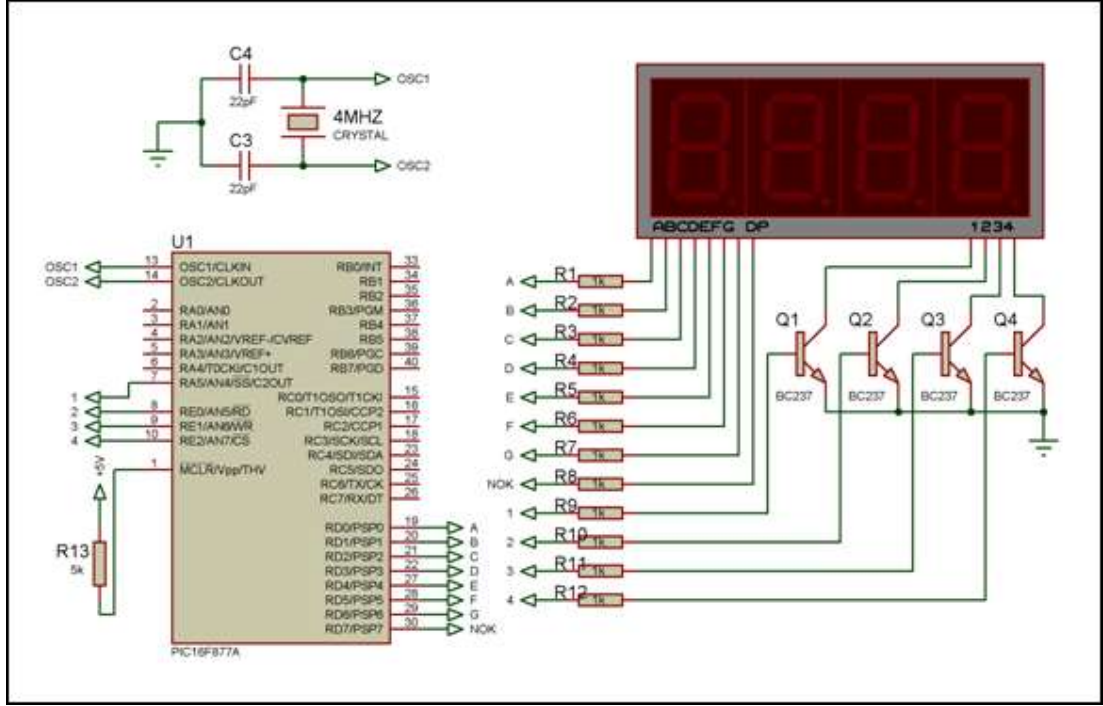 C4
22pF
OSC1
4MHZ
CRYSTAL
C3
22pF
OSC2
ABCDEFG DP
1234
U1
OSC1
13
OSC1/CLKIN
OSC2
14
OSC2/CLKOUT
2
RA0/AN0
3
RA1/AN1
4
RA2/AN2/VREF-/CVREF
5
RA3/AN3/VREF+
6
RA4/T0CKI/C1OUT
7
RA5/AN4/SS/C2OUT
1
2
8
RE0/AN5/RD
3
9
RE1/AN6/WR
4
10
RE2/AN7/CS
1
MCLR/Vpp/THV
+5V
R13
5k
RB0/INT
33
RB1
34
RB2
35
RB3/PGM
36
RB4
37
RB5
38
RB6/PGC
39
RB7/PGD
40
RC0/T1OSO/T1CKI
15
RC1/T1OSI/CCP2
16
RC2/CCP1
17
RC3/SCK/SCL
18
RC4/SDI/SDA
23
RC5/SDO
24
RC6/TX/CK
25
RC7/RX/DT
26
RD0/PSP0
19
A
RD1/PSP1
20
B
RD2/PSP2
21
C
RD3/PSP3
22
D
RD4/PSP4
27
E
RD5/PSP5
28
F
RD6/PSP6
29
G
RD7/PSP7
30
NOK
PIC16F877A
A
R1
1k
B
R2
1k
C
R3
1k
D
R4
1k
E
R5
1k
F
R6
1k
G
R7
1k
NOK
R8
1k
1
R9
1k
2
R10
1k
3
R11
1k
4
R12
1k
Q1
BC237
Q2
BC237
Q3
BC237
Q4
BC237